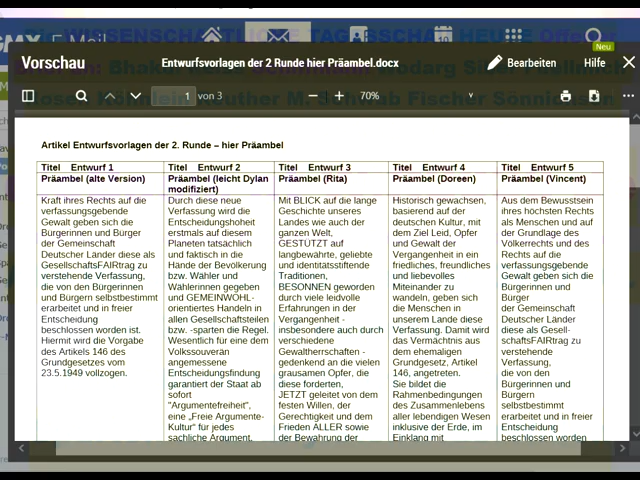 Die WISSENSCHAFTLICHE TAGESSCHAU HEUTE Offener
GMX E-Mail
Neu
Vorschau
Entwurfsvorlagen der 2 Runde hier Präambel.docx
Bearbeiten
Hilfe
1 von 3
70%
Artikel Entwurfsvorlagen der 2. Runde – hier Präambel
Titel Entwurf 1
Präambel (alte Version)
Kraft ihres Rechts auf die
verfassungsgebende
Gewalt geben sich die
Bürgerinnen und Bürger
der Gemeinschaft
Deutscher Länder diese als
GesellschaftsFAIRtrag zu
verstehende Verfassung,
die von den Bürgerinnen
und Bürgern selbstbestimmt
erarbeitet und in freier
Entscheidung
beschlossen worden ist.
Hiermit wird die Vorgabe
des Artikels 146 des
Grundgesetzes vom
23.5.1949 vollzogen.
Titel Entwurf 2
Präambel (leicht Dylan
modifiziert)
Durch diese neue
Verfassung wird die
Entscheidungshoheit
erstmals auf diesem
Planeten tatsächlich
und faktisch in die
Hände der Bevölkerung
bzw. Wähler und
Wählerinnen gegeben
und GEMEINWOHL-
orientiertes Handeln in
allen Gesellschaftsteilen
bzw. -sparten die Regel.
Wesentlich für eine dem
Volkssouverän
angemessene
Entscheidungsfindung
garantiert der Staat ab
sofort
"Argumentefreiheit",
eine „Freie Argumente-
Kultur“ für jedes
sachliche Argument,
Titel Entwurf 3
Präambel (Rita)
Mit BLICK auf die lange
Geschichte unseres
Landes wie auch der
ganzen Welt,
GESTÜTZT auf
langbewährte, geliebte
und identitätsstiftende
Traditionen,
BESONNEN geworden
durch viele leidvolle
Erfahrungen in der
Vergangenheit -
insbesondere auch durch
verschiedene
Gewaltherrschaften -
gedenkend an die vielen
grausamen Opfer, die
diese forderten,
JETZT geleitet von dem
festen Willen, der
Gerechtigkeit und dem
Frieden ALLER sowie
der Bewahrung der
Titel Entwurf 4
Präambel (Doreen)
Historisch gewachsen,
basierend auf der
deutschen Kultur, mit
dem Ziel Leid, Opfer
und Gewalt der
Vergangenheit in ein
friedliches, freundliches
und liebevolles
Miteinander zu
wandeln, geben sich
die Menschen in
unserem Lande diese
Verfassung. Damit wird
das Vermächtnis aus
dem ehemaligen
Grundgesetz, Artikel
146, angetreten.
Sie bildet die
Rahmenbedingungen
des Zusammenlebens
aller lebendigen Wesen
inklusive der Erde, im
Einklang mit
Titel Entwurf 5
Präambel (Vincent)
Aus dem Bewusstsein
ihres höchsten Rechts
als Menschen und auf
der Grundlage des
Völkerrechts und des
Rechts auf die
verfassungsgebende
Gewalt geben sich die
Bürgerinnen und
Bürger
der Gemeinschaft
Deutscher Länder
diese als Gesell-
schaftsFAIRtrag zu
verstehende
Verfassung,
die von den
Bürgerinnen und
Bürgern
selbstbestimmt
erarbeitet und in freier
Entscheidung
beschlossen worden